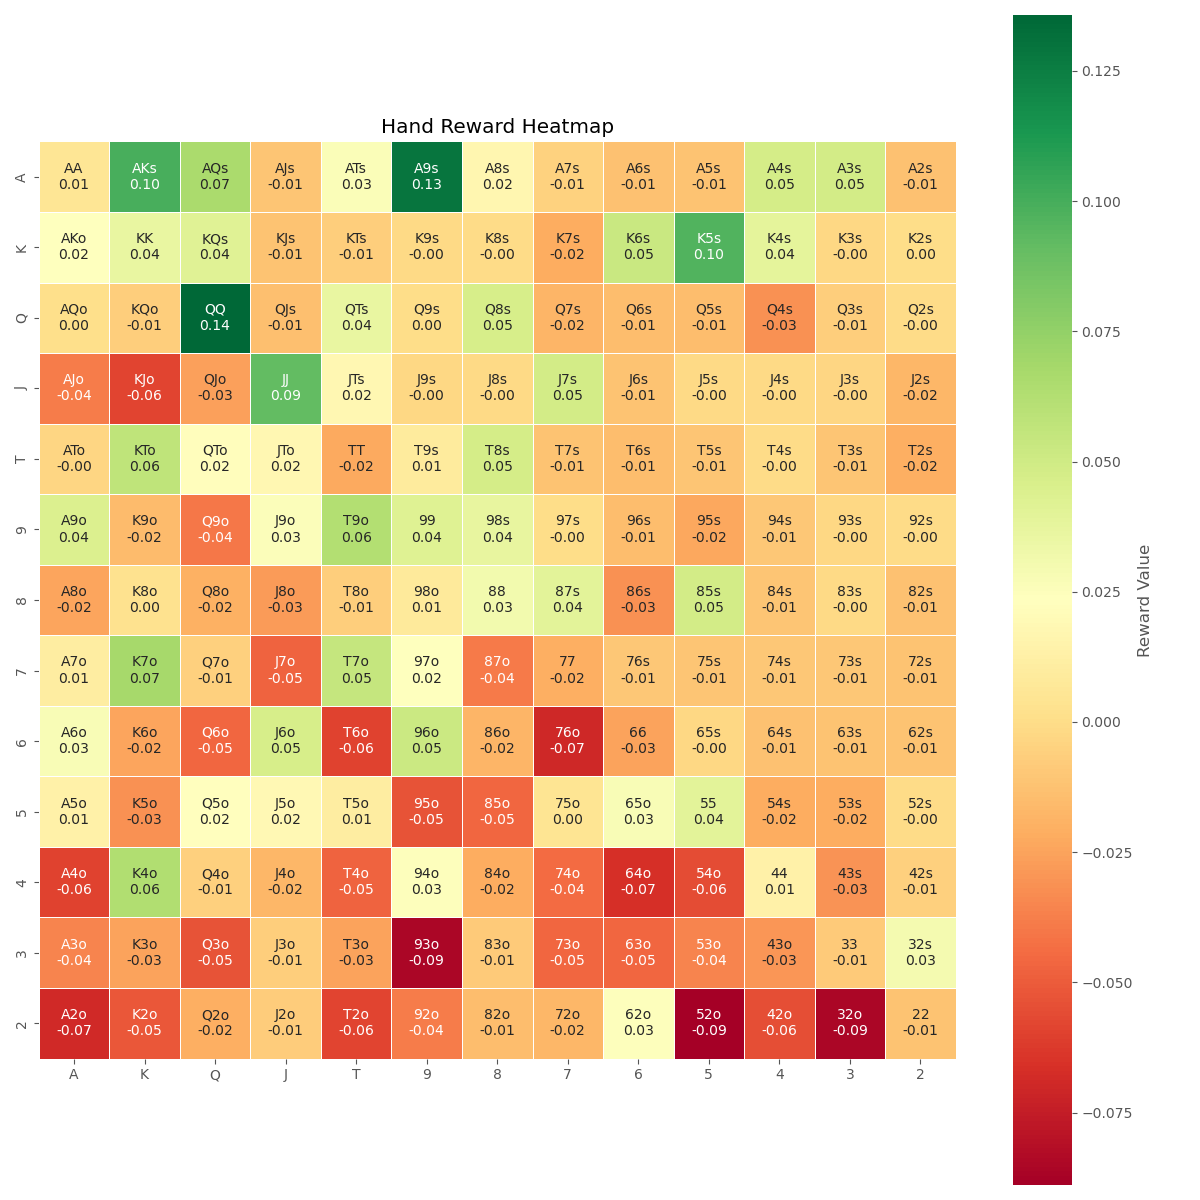 Hand Reward Heatmap
A
AA AKs AQs AJs ATs A9s A8s A7s A6s A5s A4s A3s A2s
0.01 0.10 0.07 -0.01 0.03 0.13 0.02 -0.01 -0.01 -0.01 0.05 0.05 -0.01
K
AKo KK KQs KJs KTs K9s K8s K7s K6s K5s K4s K3s K2s
0.02 0.04 0.04 -0.01 -0.01 -0.00 -0.00 -0.02 0.05 0.10 0.04 -0.00 0.00
Q
AQo KQo QQ QJs QTs Q9s Q8s Q7s Q6s Q5s Q4s Q3s Q2s
0.00 -0.01 0.14 -0.01 0.04 0.00 0.05 -0.02 -0.01 -0.01 -0.03 -0.01 -0.00
J
AJo KJo QJo JJ JTs J9s J8s J7s J6s J5s J4s J3s J2s
-0.04 -0.06 -0.03 0.09 0.02 -0.00 -0.00 0.05 -0.01 -0.00 -0.00 -0.00 -0.02
T
ATo KTo QTo JTo TT T9s T8s T7s T6s T5s T4s T3s T2s
-0.00 0.06 0.02 0.02 -0.02 0.01 0.05 -0.01 -0.01 -0.01 -0.00 -0.01 -0.02
9
A9o K9o Q9o J9o T9o 99 98s 97s 96s 95s 94s 93s 92s
0.04 -0.02 -0.04 0.03 0.06 0.04 0.04 -0.00 -0.01 -0.02 -0.01 -0.00 -0.00
8
A8o K8o Q8o J8o T8o 98o 88 87s 86s 85s 84s 83s 82s
-0.02 0.00 -0.02 -0.03 -0.01 0.01 0.03 0.04 -0.03 0.05 -0.01 -0.00 -0.01
7
A7o K7o Q7o J7o T7o 97o 87o 77 76s 75s 74s 73s 72s
0.01 0.07 -0.01 -0.05 0.05 0.02 -0.04 -0.02 -0.01 -0.01 -0.01 -0.01 -0.01
6
A6o K6o Q6o J6o T6o 96o 86o 76o 66 65s 64s 63s 62s
0.03 -0.02 -0.05 0.05 -0.06 0.05 -0.02 -0.07 -0.03 -0.00 -0.01 -0.01 -0.01
5
A5o K5o Q5o J5o T5o 95o 85o 75o 65o 55 54s 53s 52s
0.01 -0.03 0.02 0.02 0.01 -0.05 -0.05 0.00 0.03 0.04 -0.02 -0.02 -0.00
4
A4o K4o Q4o J4o T4o 94o 84o 74o 64o 54o 44 43s 42s
-0.06 0.06 -0.01 -0.02 -0.05 0.03 -0.02 -0.04 -0.07 -0.06 0.01 -0.03 -0.01
3
A3o K3o Q3o J3o T3o 93o 83o 73o 63o 53o 43o 33 32s
-0.04 -0.03 -0.05 -0.01 -0.03 -0.09 -0.01 -0.05 -0.05 -0.04 -0.03 -0.01 0.03
2
A2o K2o Q2o J2o T2o 92o 82o 72o 62o 52o 42o 32o 22
-0.07 -0.05 -0.02 -0.01 -0.06 -0.04 -0.01 -0.02 0.03 -0.09 -0.06 -0.09 -0.01
A K Q J T 9 8 7 6 5 4 3 2
0.125
0.100
0.075
0.050
0.025
0.000
−0.025
−0.050
−0.075
Reward Value